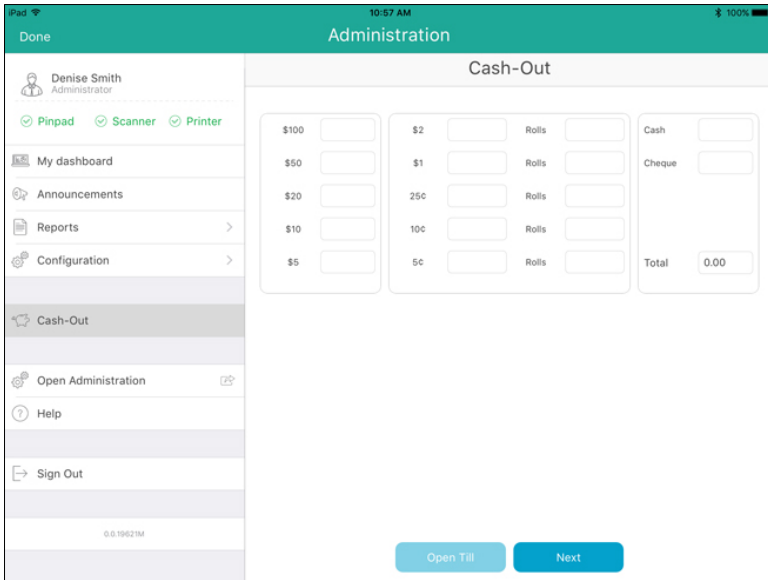 iPad 10:57 AM 100%
Done Administration
Denise Smith
Administrator
Pinpad Scanner Printer
My dashboard
Announcements
Reports
Configuration
Cash-Out
Open Administration
Help
Sign Out
0.0.19621M
Cash-Out
$100 $2 Rolls Cash
$50 $1 Rolls Cheque
$20 25¢ Rolls
$10 10¢ Rolls
$5 5¢ Rolls Total 0.00
Open Till Next